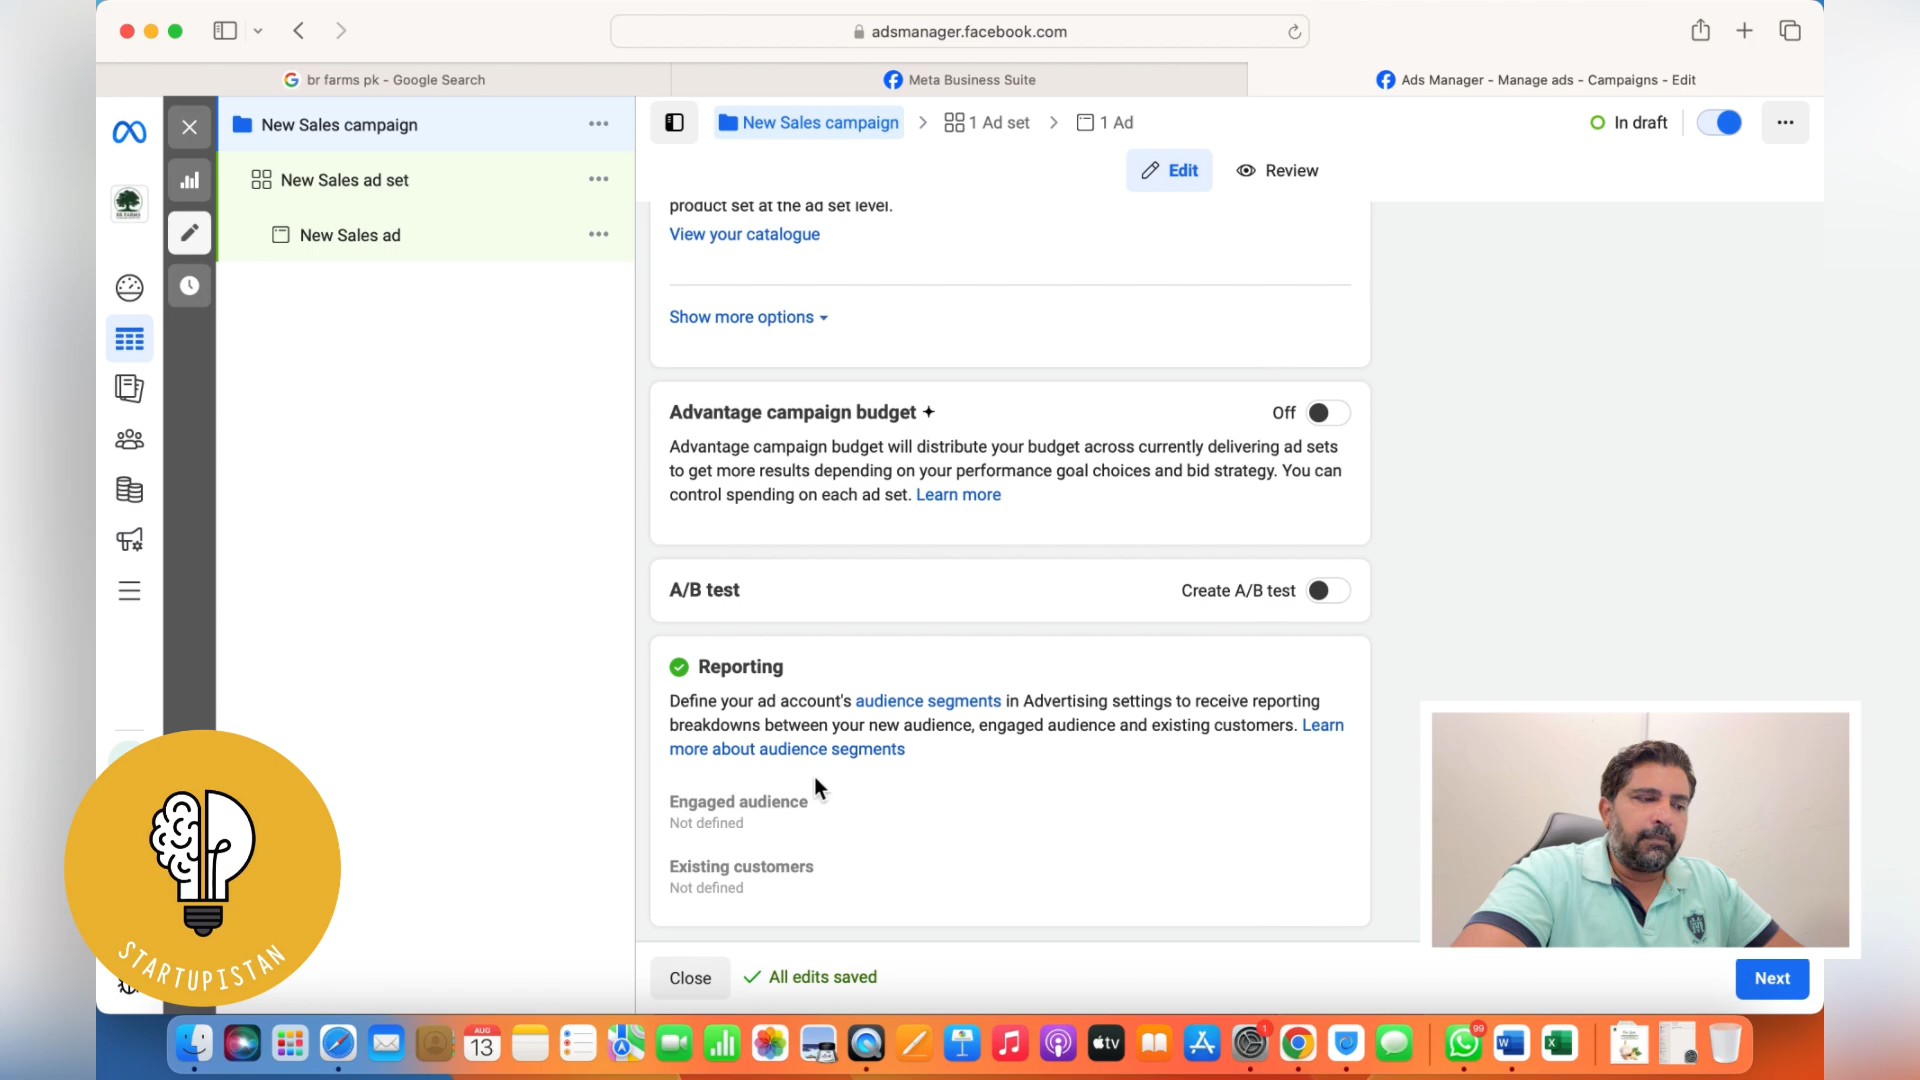 adsmanager.facebook.com
br farms pk - Google Search
Meta Business Suite
Ads Manager - Manage ads - Campaigns - Edit
New Sales campaign
New Sales ad set
New Sales ad
New Sales campaign
1 Ad set
1 Ad
In draft
Edit
Review
product set at the ad set level.
View your catalogue
Show more options
Advantage campaign budget
Off
Advantage campaign budget will distribute your budget across currently delivering ad sets
to get more results depending on your performance goal choices and bid strategy. You can
control spending on each ad set. Learn more
A/B test
Create A/B test
Reporting
Define your ad account's audience segments in Advertising settings to receive reporting
breakdowns between your new audience, engaged audience and existing customers. Learn
more about audience segments
Engaged audience
Not defined
Existing customers
Not defined
Close
All edits saved
Next
STARTUPISTAN
AUG
13
tv
1
99
W
X